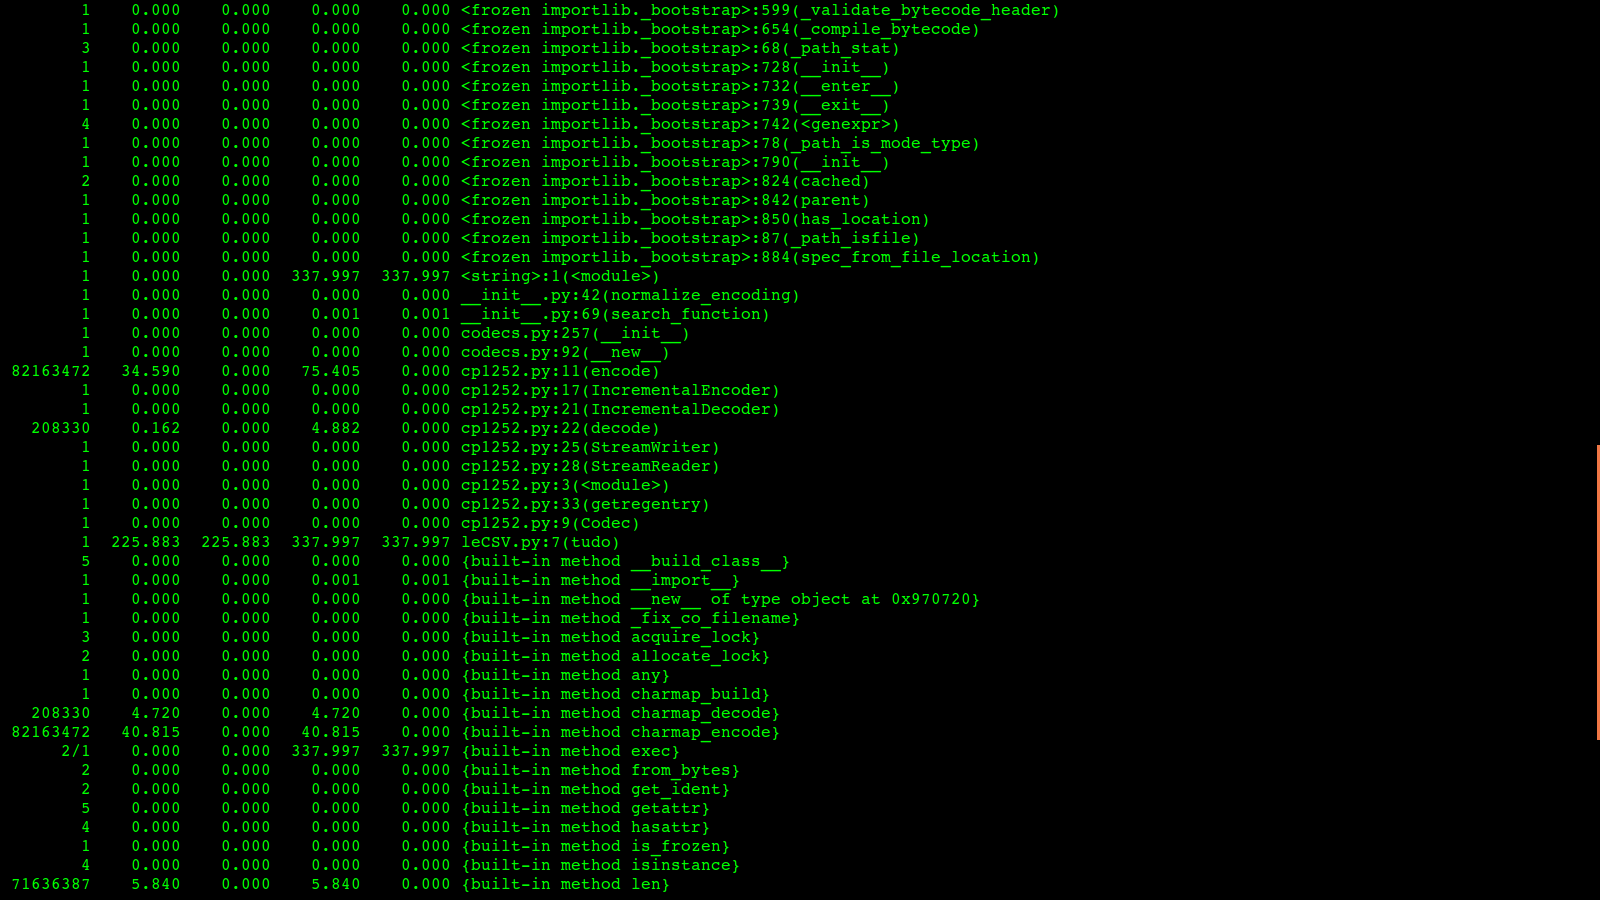 1 0.000 0.000 0.000 0.000 <frozen importlib._bootstrap>:599(_validate_bytecode_header)
1 0.000 0.000 0.000 0.000 <frozen importlib._bootstrap>:654(_compile_bytecode)
3 0.000 0.000 0.000 0.000 <frozen importlib._bootstrap>:68(_path_stat)
1 0.000 0.000 0.000 0.000 <frozen importlib._bootstrap>:728(__init__)
1 0.000 0.000 0.000 0.000 <frozen importlib._bootstrap>:732(__enter__)
1 0.000 0.000 0.000 0.000 <frozen importlib._bootstrap>:739(__exit__)
4 0.000 0.000 0.000 0.000 <frozen importlib._bootstrap>:742(<genexpr>)
1 0.000 0.000 0.000 0.000 <frozen importlib._bootstrap>:78(_path_is_mode_type)
1 0.000 0.000 0.000 0.000 <frozen importlib._bootstrap>:790(__init__)
2 0.000 0.000 0.000 0.000 <frozen importlib._bootstrap>:824(cached)
1 0.000 0.000 0.000 0.000 <frozen importlib._bootstrap>:842(parent)
1 0.000 0.000 0.000 0.000 <frozen importlib._bootstrap>:850(has_location)
1 0.000 0.000 0.000 0.000 <frozen importlib._bootstrap>:87(_path_isfile)
1 0.000 0.000 0.000 0.000 <frozen importlib._bootstrap>:884(spec_from_file_location)
1 0.000 0.000 337.997 337.997 <string>:1(<module>)
1 0.000 0.000 0.000 0.000 __init__.py:42(normalize_encoding)
1 0.000 0.000 0.001 0.001 __init__.py:69(search_function)
1 0.000 0.000 0.000 0.000 codecs.py:257(__init__)
1 0.000 0.000 0.000 0.000 codecs.py:92(__new__)
82163472 34.590 0.000 75.405 0.000 cp1252.py:11(encode)
1 0.000 0.000 0.000 0.000 cp1252.py:17(IncrementalEncoder)
1 0.000 0.000 0.000 0.000 cp1252.py:21(IncrementalDecoder)
208330 0.162 0.000 4.882 0.000 cp1252.py:22(decode)
1 0.000 0.000 0.000 0.000 cp1252.py:25(StreamWriter)
1 0.000 0.000 0.000 0.000 cp1252.py:28(StreamReader)
1 0.000 0.000 0.000 0.000 cp1252.py:3(<module>)
1 0.000 0.000 0.000 0.000 cp1252.py:33(getregentry)
1 0.000 0.000 0.000 0.000 cp1252.py:9(Codec)
1 225.883 225.883 337.997 337.997 leCSV.py:7(tudo)
5 0.000 0.000 0.000 0.000 {built-in method __build_class__}
1 0.000 0.000 0.001 0.001 {built-in method __import__}
1 0.000 0.000 0.000 0.000 {built-in method __new__ of type object at 0x970720}
1 0.000 0.000 0.000 0.000 {built-in method _fix_co_filename}
3 0.000 0.000 0.000 0.000 {built-in method acquire_lock}
2 0.000 0.000 0.000 0.000 {built-in method allocate_lock}
1 0.000 0.000 0.000 0.000 {built-in method any}
1 0.000 0.000 0.000 0.000 {built-in method charmap_build}
208330 4.720 0.000 4.720 0.000 {built-in method charmap_decode}
82163472 40.815 0.000 40.815 0.000 {built-in method charmap_encode}
2/1 0.000 0.000 337.997 337.997 {built-in method exec}
2 0.000 0.000 0.000 0.000 {built-in method from_bytes}
2 0.000 0.000 0.000 0.000 {built-in method get_ident}
5 0.000 0.000 0.000 0.000 {built-in method getattr}
4 0.000 0.000 0.000 0.000 {built-in method hasattr}
1 0.000 0.000 0.000 0.000 {built-in method is_frozen}
4 0.000 0.000 0.000 0.000 {built-in method isinstance}
71636387 5.840 0.000 5.840 0.000 {built-in method len}